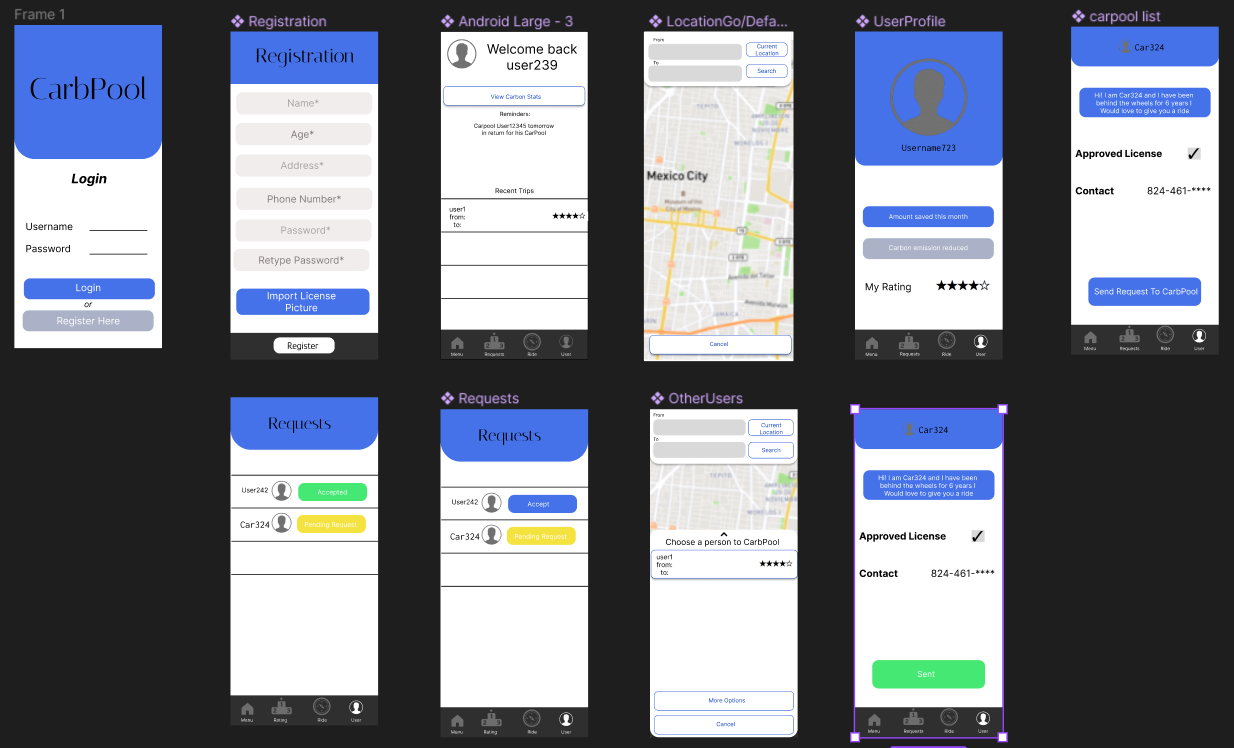 Frame 1
CarbPool
Login
Username
Password
Login
or
Register Here
Registration
Registration
Name*
Age*
Address*
Phone Number*
Password*
Retype Password*
Import License
Picture
Register
Android Large - 3
Welcome back
user239
View Carbon Stats
Reminders:
Carpool User12345 tomorrow
in return for his CarPool
Recent Trips
user1
from:
to:
★★★★☆
Menu
Requests
Ride
User
LocationGo/Defa...
From
Current
Location
To
Search
TEPITO
Mexico City
Museum of the
City of Mexico
Cancel
UserProfile
Username723
Amount saved this month
Carbon emission reduced
My Rating ★★★★☆
Menu
Requests
Ride
User
carpool list
Car324
Hi! I am Car324 and I have been
behind the wheels for 6 years I
Would love to give you a ride
Approved License ✓
Contact 824-461-****
Send Request To CarbPool
Menu
Requests
Ride
User
Requests
User242 Accepted
Car324 Pending Request
Menu
Rating
Ride
User
Requests
Requests
User242 Accept
Car324 Pending Request
Menu
Rating
Ride
User
OtherUsers
From
Current
Location
To
Search
TEPITO
Choose a person to CarbPool
user1
from:
to:
★★★★☆
More Options
Cancel
Car324
Hi! I am Car324 and I have been
behind the wheels for 6 years I
Would love to give you a ride
Approved License ✓
Contact 824-461-****
Sent
Menu
Requests
Ride
User